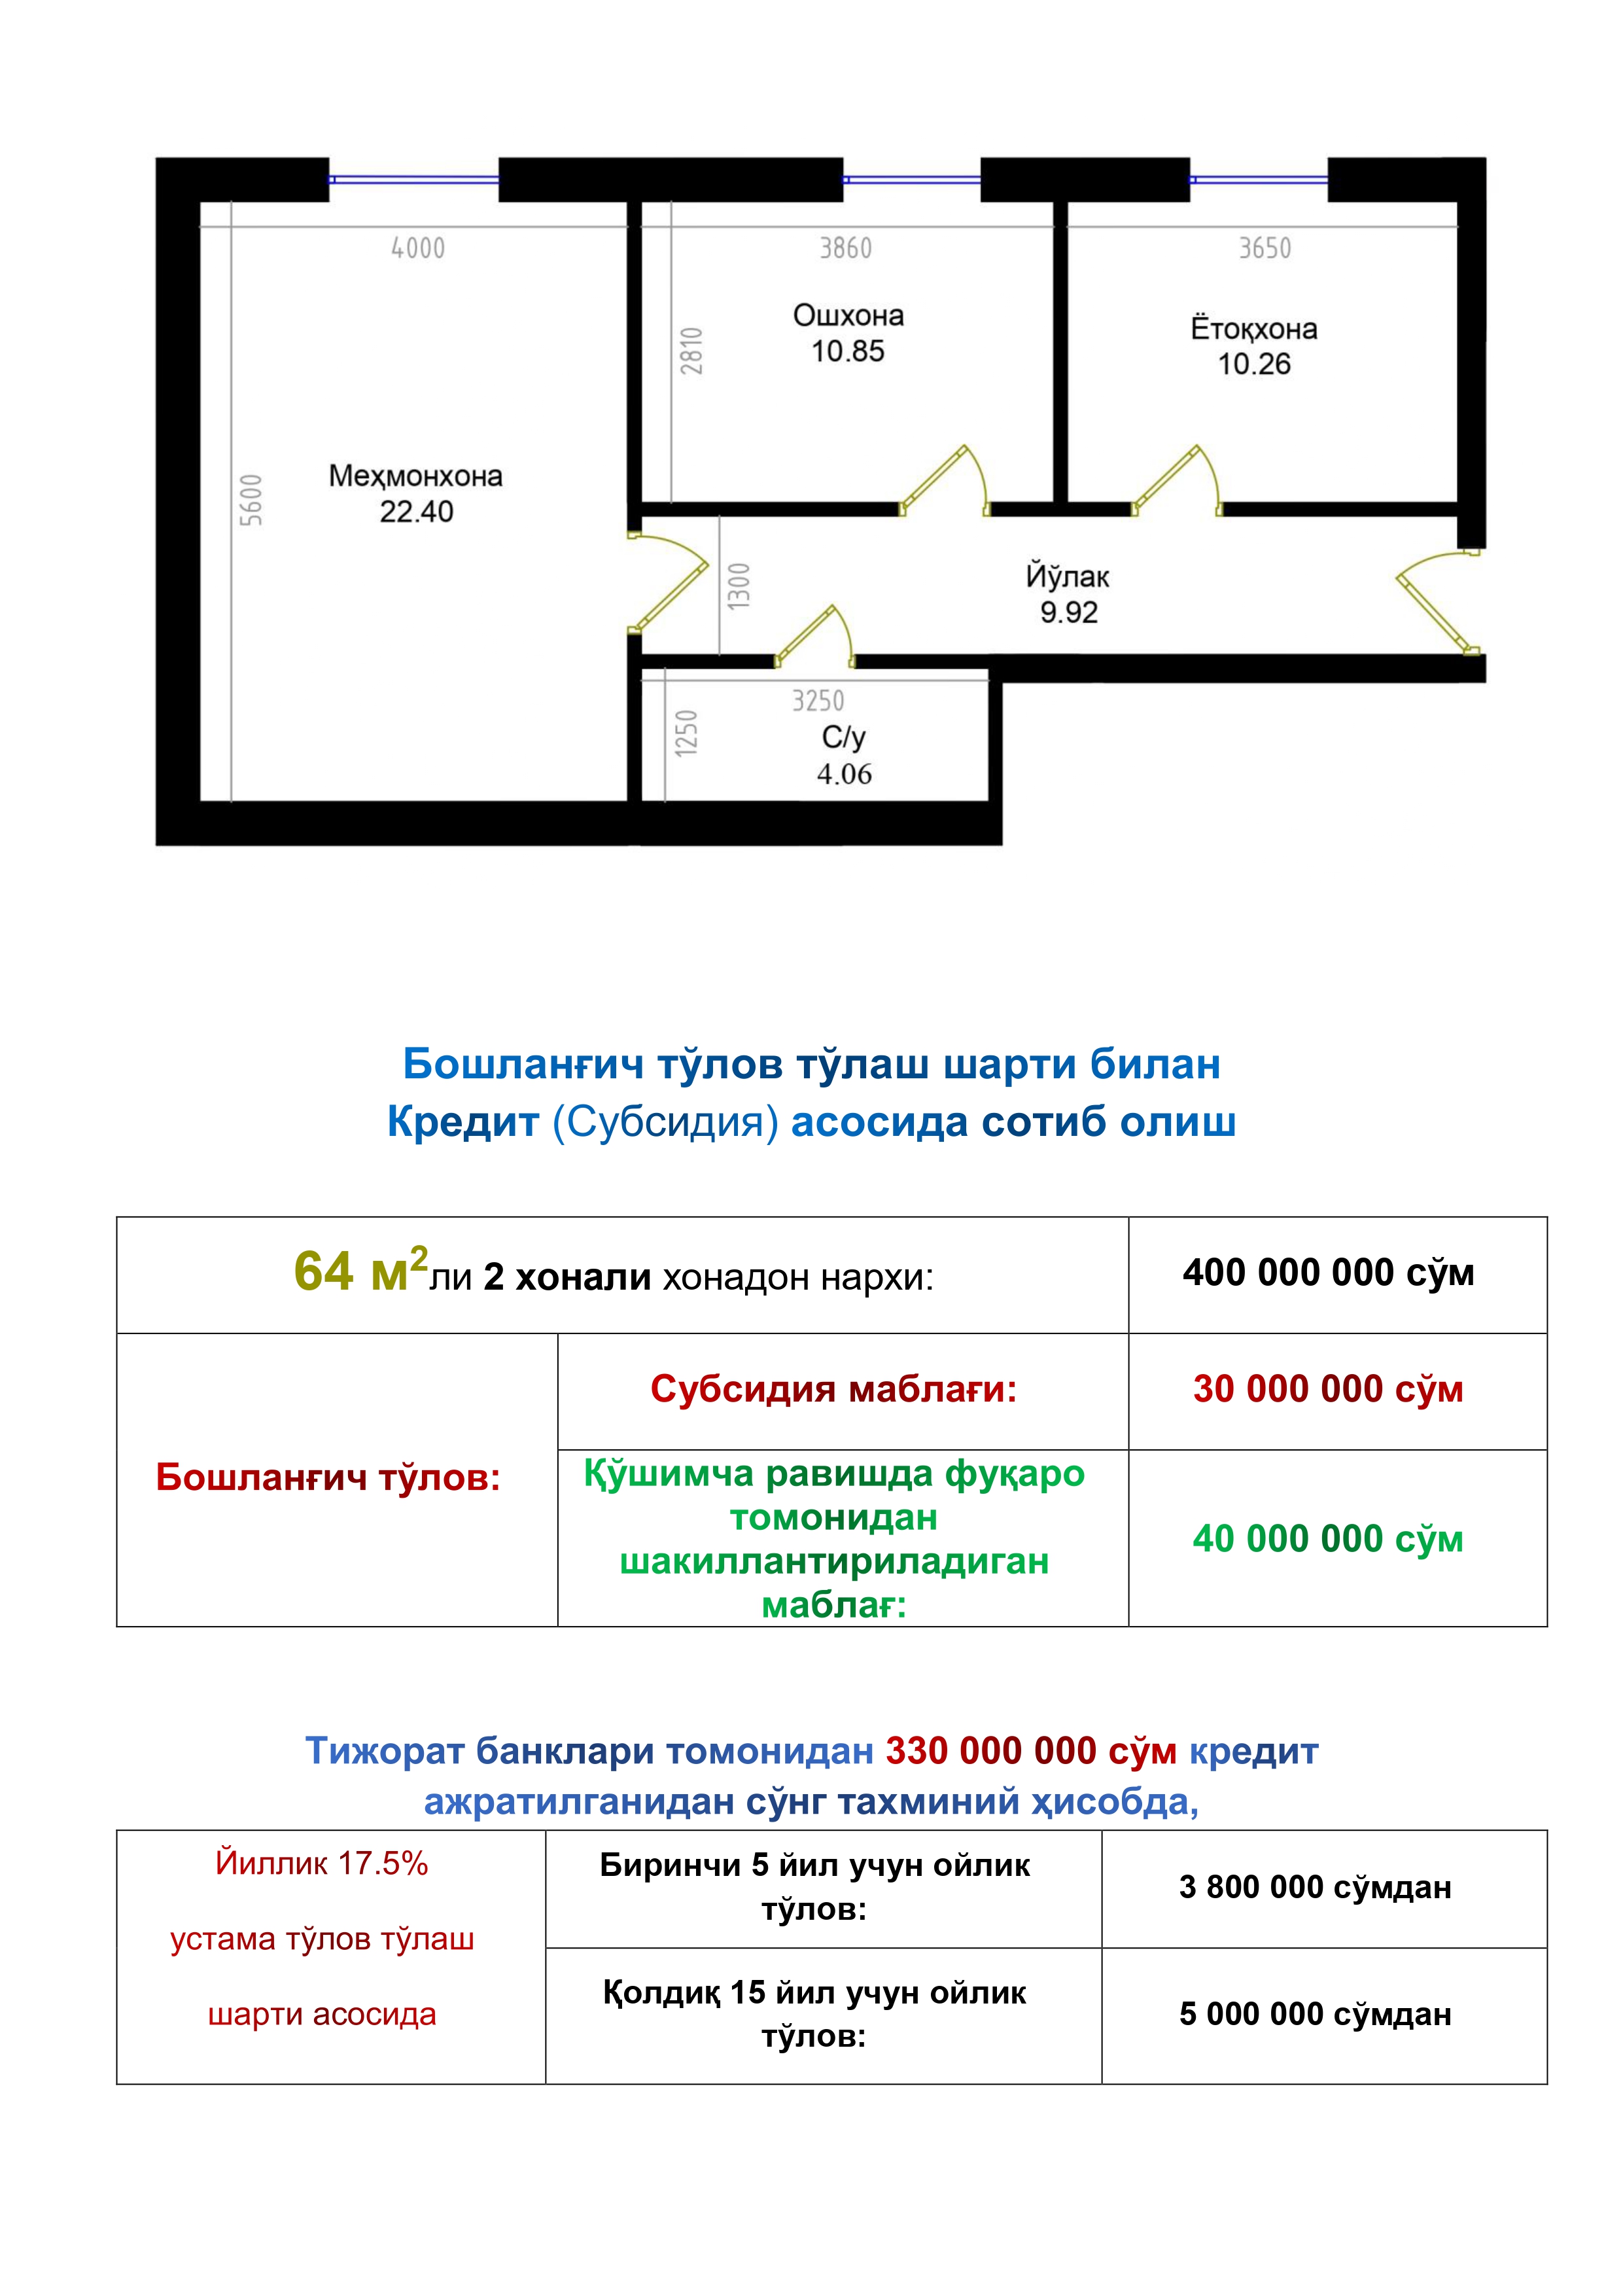 4000
3860
3650
Ошхона
10.85
Ётоқхона
10.26
2810
Меҳмонхона
22.40
5600
Йўлак
9.92
1300
3250
1250
С/у
4.06
Бошланғич тўлов тўлаш шарти билан
Кредит (Субсидия) асосида сотиб олиш
64 м²ли 2 хонали хонадон нархи:
400 000 000 сўм
Бошланғич тўлов:
Субсидия маблағи:
30 000 000 сўм
Қўшимча равишда фуқаро
томонидан
шакиллантириладиган
маблағ:
40 000 000 сўм
Тижорат банклари томонидан 330 000 000 сўм кредит
ажратилганидан сўнг тахминий ҳисобда,
Йиллик 17.5%
устама тўлов тўлаш
шарти асосида
Биринчи 5 йил учун ойлик
тўлов:
3 800 000 сўмдан
Қолдиқ 15 йил учун ойлик
тўлов:
5 000 000 сўмдан